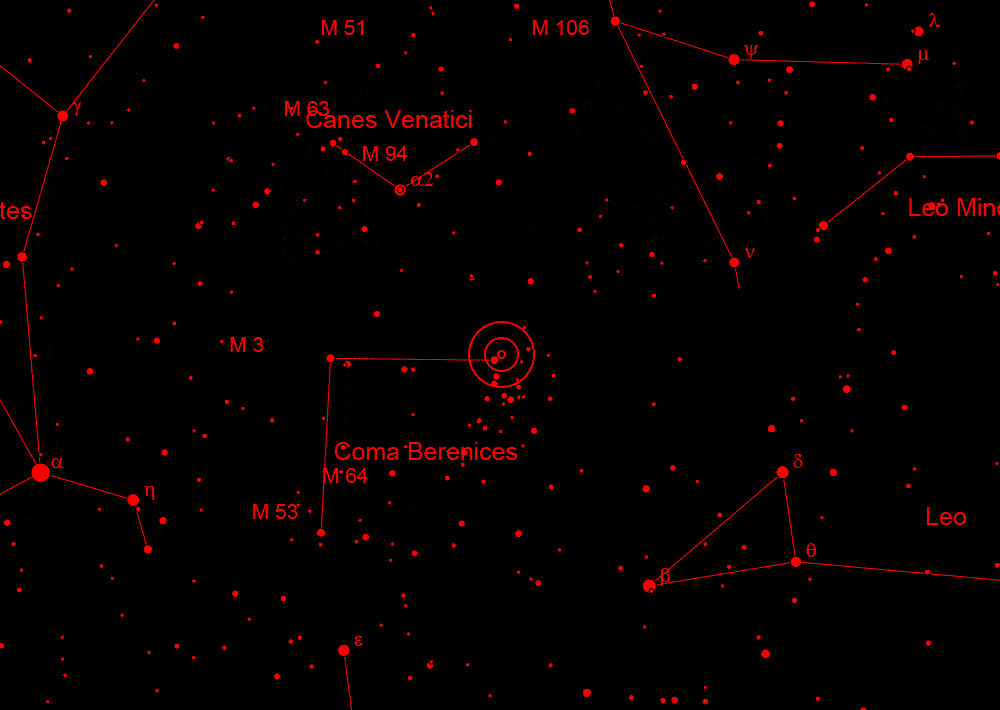 M 51
M 106
λ
ψ
μ
γ
M 63
Canes Venatici
M 94
α2
tes
Leo Mino
ν
M 3
Coma Berenices
α
M 64
δ
η
M 53
Leo
θ
β
ε